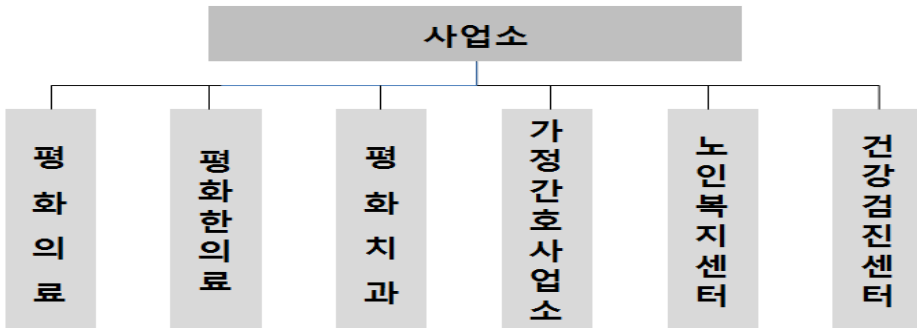 사업소
평화의료
평화한의료
평화치과
가정간호사업소
노인복지센터
건강검진센터